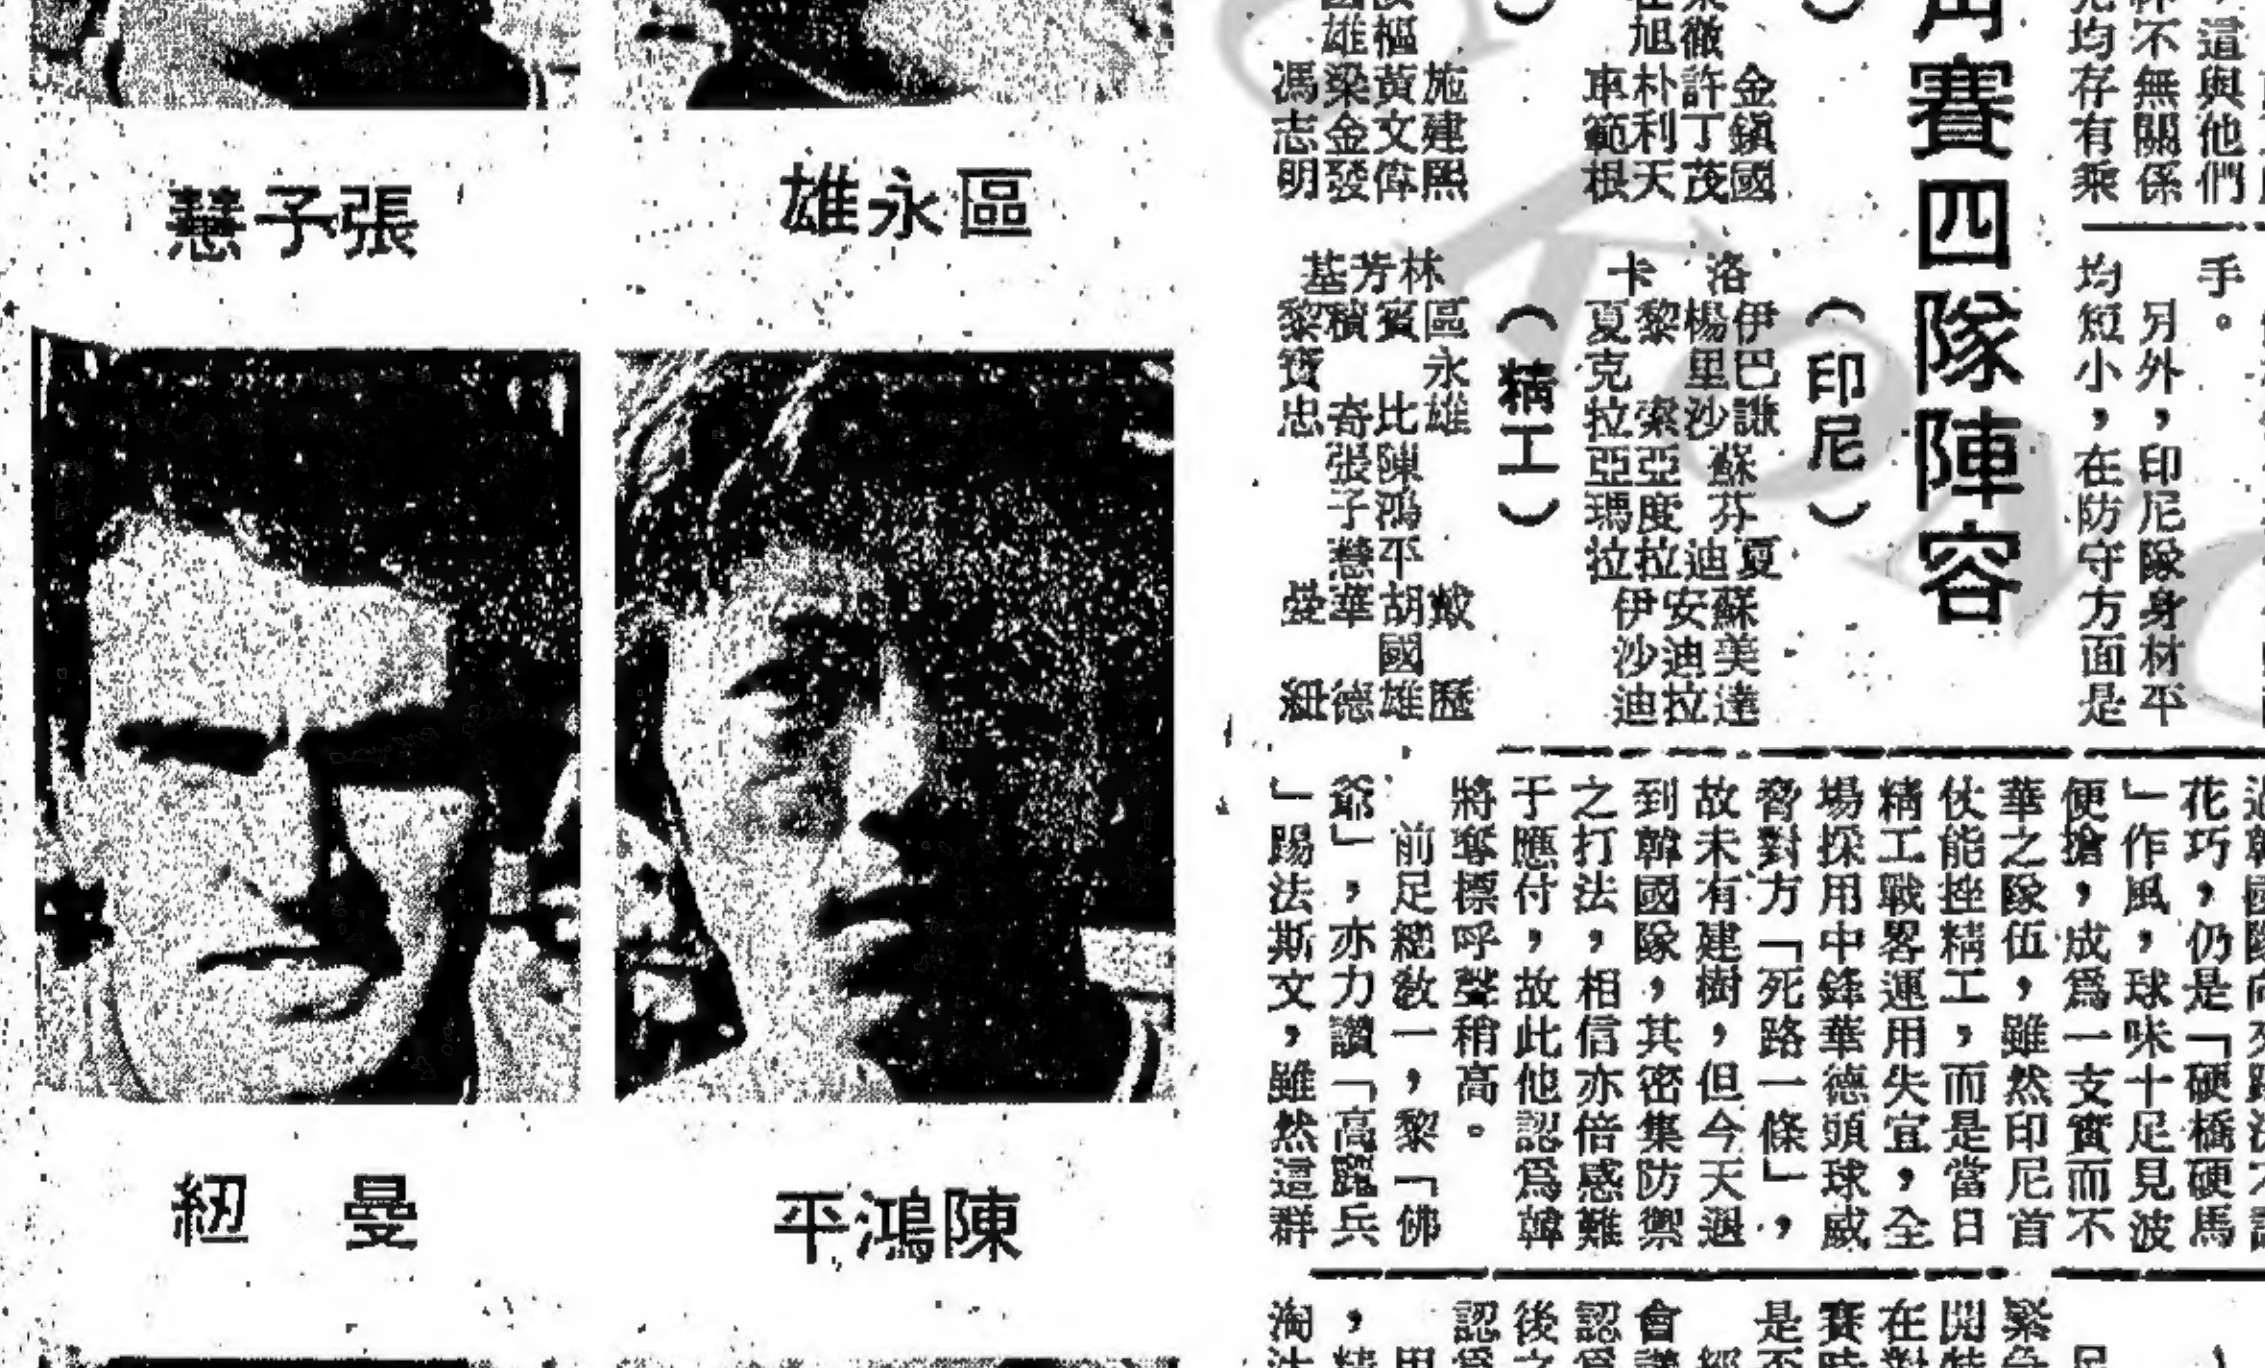 張子慧
區永雄
曼紐
陳鴻平
角賽四隊陣容
(印尼)
洛
伊巴謙 夏
楊里沙 蘇芬迪
蘇美達
安迪拉
卡
黎 索亞度拉
夏克拉亞瑪拉
伊沙迪
(精工)
林芳基
區永雄
賓 比
積 奇
黎寶忠
陳鴻平
張子慧
胡國雄
華 德
曼 紐
金鎭國
許丁茂
朴利天
車範根
施建熙
黃文偉
梁金發
馮志明
,這與他們
不無關係
均存有乘
手。
另外,印尼隊身材平
均短小,在防守方面是
花巧,仍是「硬橋硬馬
」作風,球味十足見波
便搶,成爲一支實而不
華之隊伍,雖然印尼首
仗能挫精工,而是當日
精工戰畧運用失宜,全
場採用中鋒華德頭球威
脅對方「死路一條」,
故未有建樹,但今天遇
到韓國隊,其密集防禦
之打法,相信亦倍感難
于應付,故此他認爲韓
將奪標呼聲稍高。
前足總敎一,黎「佛
爺」,亦力讚「高躍兵
」踢法斯文,雖然這群